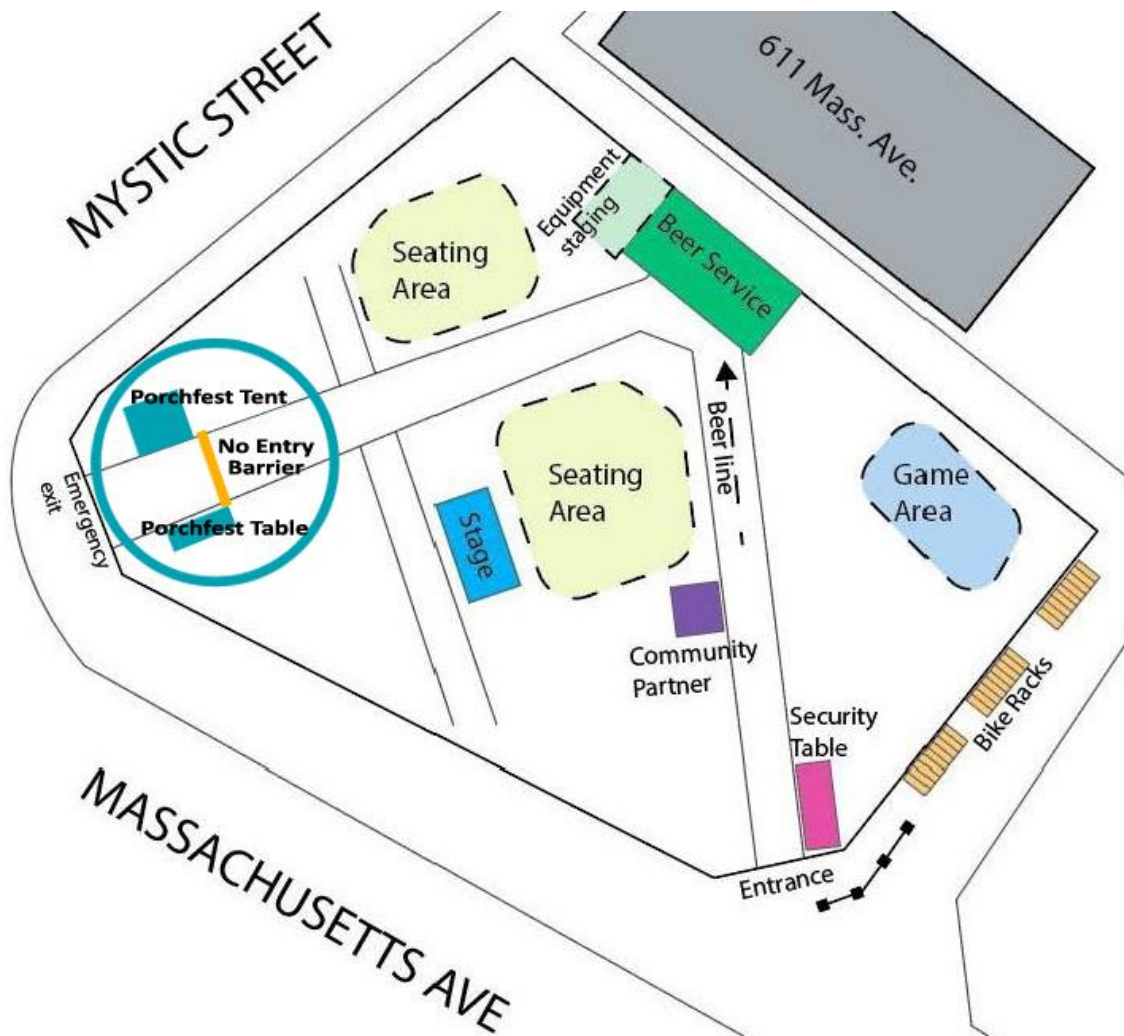 MYSTIC STREET
611 Mass. Ave.
Equipment
staging
Beer Service
Seating
Area
Porchfest Tent
No Entry
Barrier
Emergency
exit
Porchfest Table
Stage
Seating
Area
Beer line
Game
Area
Community
Partner
Security
Table
Bike Racks
Entrance
MASSACHUSETTS AVE